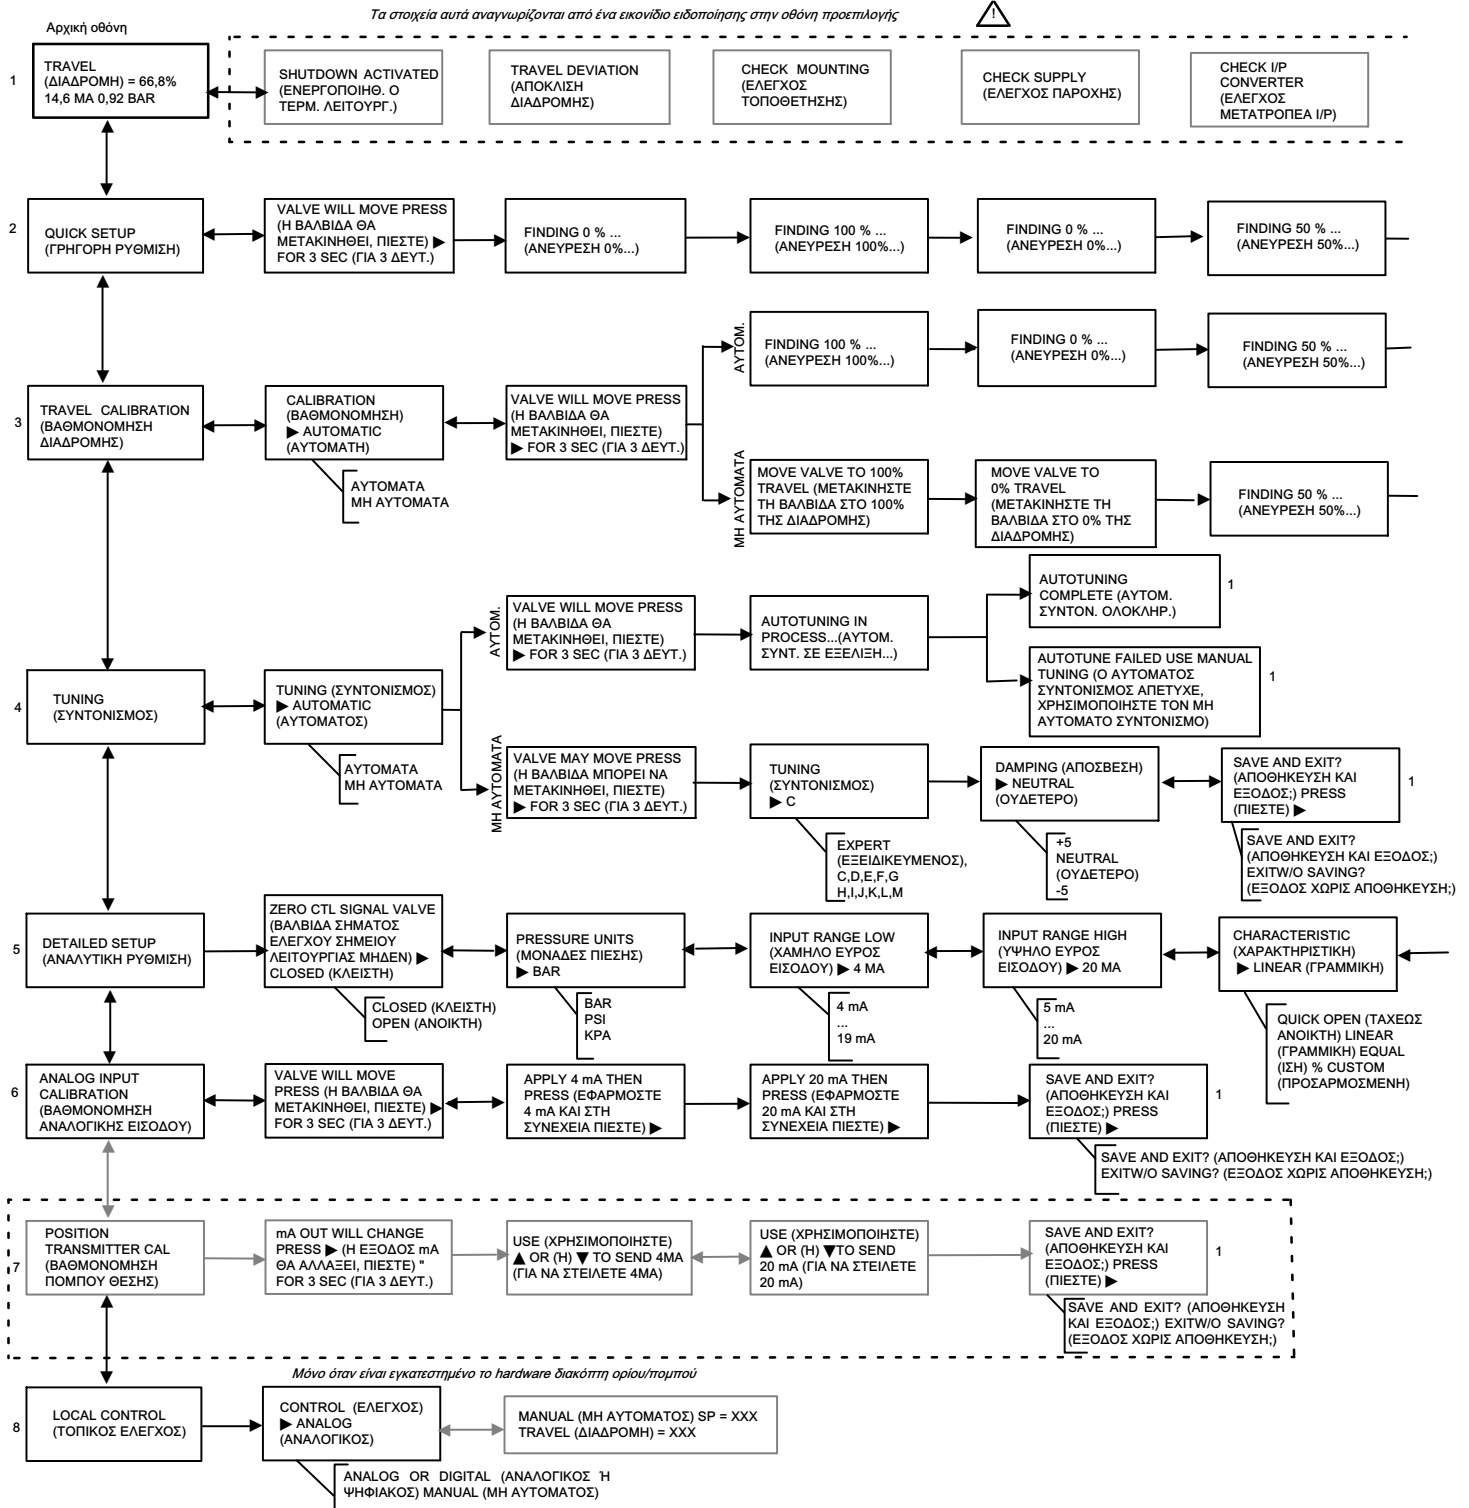 Τα στοιχεία αυτά αναγνωρίζονται από ένα εικονίδιο ειδοποίησης στην οθόνη προεπιλογής
!
Αρχική οθόνη
1
TRAVEL
(ΔΙΑΔΡΟΜΗ) = 66,8%
14,6 MA 0,92 BAR
SHUTDOWN ACTIVATED
(ΕΝΕΡΓΟΠΟΙΗΘ. Ο
ΤΕΡΜ. ΛΕΙΤΟΥΡΓ.)
TRAVEL DEVIATION
(ΑΠΟΚΛΙΣΗ
ΔΙΑΔΡΟΜΗΣ)
CHECK MOUNTING
(ΕΛΕΓΧΟΣ
ΤΟΠΟΘΕΤΗΣΗΣ)
CHECK SUPPLY
(ΕΛΕΓΧΟΣ ΠΑΡΟΧΗΣ)
CHECK I/P
CONVERTER
(ΕΛΕΓΧΟΣ
ΜΕΤΑΤΡΟΠΕΑ I/P)
2
QUICK SETUP
(ΓΡΗΓΟΡΗ ΡΥΘΜΙΣΗ)
VALVE WILL MOVE PRESS
(Η ΒΑΛΒΙΔΑ ΘΑ
ΜΕΤΑΚΙΝΗΘΕΙ, ΠΙΕΣΤΕ) ▶
FOR 3 SEC (ΓΙΑ 3 ΔΕΥΤ.)
FINDING 0 % ...
(ΑΝΕΥΡΕΣΗ 0%...)
FINDING 100 % ...
(ΑΝΕΥΡΕΣΗ 100%...)
FINDING 0 % ...
(ΑΝΕΥΡΕΣΗ 0%...)
FINDING 50 % ...
(ΑΝΕΥΡΕΣΗ 50%...)
3
TRAVEL CALIBRATION
(ΒΑΘΜΟΝΟΜΗΣΗ
ΔΙΑΔΡΟΜΗΣ)
CALIBRATION
(ΒΑΘΜΟΝΟΜΗΣΗ)
▶ AUTOMATIC
(ΑΥΤΟΜΑΤΗ)
ΑΥΤΟΜΑΤΑ
ΜΗ ΑΥΤΟΜΑΤΑ
VALVE WILL MOVE PRESS
(Η ΒΑΛΒΙΔΑ ΘΑ
ΜΕΤΑΚΙΝΗΘΕΙ, ΠΙΕΣΤΕ)
▶ FOR 3 SEC (ΓΙΑ 3 ΔΕΥΤ.)
ΑΥΤΟΜ.
FINDING 100 % ...
(ΑΝΕΥΡΕΣΗ 100%...)
FINDING 0 % ...
(ΑΝΕΥΡΕΣΗ 0%...)
FINDING 50 % ...
(ΑΝΕΥΡΕΣΗ 50%...)
ΜΗ ΑΥΤΟΜΑΤΑ
MOVE VALVE TO 100%
TRAVEL (ΜΕΤΑΚΙΝΗΣΤΕ
ΤΗ ΒΑΛΒΙΔΑ ΣΤΟ 100%
ΤΗΣ ΔΙΑΔΡΟΜΗΣ)
MOVE VALVE TO
0% TRAVEL
(ΜΕΤΑΚΙΝΗΣΤΕ ΤΗ
ΒΑΛΒΙΔΑ ΣΤΟ 0% ΤΗΣ
ΔΙΑΔΡΟΜΗΣ)
FINDING 50 % ...
(ΑΝΕΥΡΕΣΗ 50%...)
4
TUNING
(ΣΥΝΤΟΝΙΣΜΟΣ)
TUNING (ΣΥΝΤΟΝΙΣΜΟΣ)
▶ AUTOMATIC
(ΑΥΤΟΜΑΤΟΣ)
ΑΥΤΟΜΑΤΑ
ΜΗ ΑΥΤΟΜΑΤΑ
ΑΥΤΟΜ.
VALVE WILL MOVE PRESS
(Η ΒΑΛΒΙΔΑ ΘΑ
ΜΕΤΑΚΙΝΗΘΕΙ, ΠΙΕΣΤΕ)
▶ FOR 3 SEC (ΓΙΑ 3 ΔΕΥΤ.)
AUTOTUNING IN
PROCESS...(ΑΥΤΟΜ.
ΣΥΝΤ. ΣΕ ΕΞΕΛΙΞΗ...)
AUTOTUNING
COMPLETE (ΑΥΤΟΜ.
ΣΥΝΤΟΝ. ΟΛΟΚΛΗΡ.)
1
AUTOTUNE FAILED USE MANUAL
TUNING (Ο ΑΥΤΟΜΑΤΟΣ
ΣΥΝΤΟΝΙΣΜΟΣ ΑΠΕΤΥΧΕ,
ΧΡΗΣΙΜΟΠΟΙΗΣΤΕ ΤΟΝ ΜΗ
ΑΥΤΟΜΑΤΟ ΣΥΝΤΟΝΙΣΜΟ)
1
ΜΗ ΑΥΤΟΜΑΤΑ
VALVE MAY MOVE PRESS
(Η ΒΑΛΒΙΔΑ ΜΠΟΡΕΙ ΝΑ
ΜΕΤΑΚΙΝΗΘΕΙ, ΠΙΕΣΤΕ)
▶ FOR 3 SEC (ΓΙΑ 3 ΔΕΥΤ.)
TUNING
(ΣΥΝΤΟΝΙΣΜΟΣ)
▶ C
EXPERT
(ΕΞΕΙΔΙΚΕΥΜΕΝΟΣ),
C,D,E,F,G
H,I,J,K,L,M
DAMPING (ΑΠΟΣΒΕΣΗ)
▶ NEUTRAL
(ΟΥΔΕΤΕΡΟ)
+5
NEUTRAL
(ΟΥΔΕΤΕΡΟ)
-5
SAVE AND EXIT?
(ΑΠΟΘΗΚΕΥΣΗ ΚΑΙ
ΕΞΟΔΟΣ;) PRESS
(ΠΙΕΣΤΕ) ▶
1
SAVE AND EXIT?
(ΑΠΟΘΗΚΕΥΣΗ ΚΑΙ ΕΞΟΔΟΣ;)
EXITW/O SAVING?
(ΕΞΟΔΟΣ ΧΩΡΙΣ ΑΠΟΘΗΚΕΥΣΗ;)
5
DETAILED SETUP
(ΑΝΑΛΥΤΙΚΗ ΡΥΘΜΙΣΗ)
ZERO CTL SIGNAL VALVE
(ΒΑΛΒΙΔΑ ΣΗΜΑΤΟΣ
ΕΛΕΓΧΟΥ ΣΗΜΕΙΟΥ
ΛΕΙΤΟΥΡΓΙΑΣ ΜΗΔΕΝ) ▶
CLOSED (ΚΛΕΙΣΤΗ)
CLOSED (ΚΛΕΙΣΤΗ)
OPEN (ΑΝΟΙΚΤΗ)
PRESSURE UNITS
(ΜΟΝΑΔΕΣ ΠΙΕΣΗΣ)
▶ BAR
BAR
PSI
KPA
INPUT RANGE LOW
(ΧΑΜΗΛΟ ΕΥΡΟΣ
ΕΙΣΟΔΟΥ) ▶ 4 MA
4 mA
...
19 mA
INPUT RANGE HIGH
(ΥΨΗΛΟ ΕΥΡΟΣ
ΕΙΣΟΔΟΥ) ▶ 20 MA
5 mA
...
20 mA
CHARACTERISTIC
(ΧΑΡΑΚΤΗΡΙΣΤΙΚΗ)
▶ LINEAR (ΓΡΑΜΜΙΚΗ)
QUICK OPEN (ΤΑΧΕΩΣ
ΑΝΟΙΚΤΗ) LINEAR
(ΓΡΑΜΜΙΚΗ) EQUAL
(ΙΣΗ) % CUSTOM
(ΠΡΟΣΑΡΜΟΣΜΕΝΗ)
6
ANALOG INPUT
CALIBRATION
(ΒΑΘΜΟΝΟΜΗΣΗ
ΑΝΑΛΟΓΙΚΗΣ ΕΙΣΟΔΟΥ)
VALVE WILL MOVE
PRESS (Η ΒΑΛΒΙΔΑ ΘΑ
ΜΕΤΑΚΙΝΗΘΕΙ, ΠΙΕΣΤΕ) ▶
FOR 3 SEC (ΓΙΑ 3 ΔΕΥΤ.)
APPLY 4 mA THEN
PRESS (ΕΦΑΡΜΟΣΤΕ
4 mA ΚΑΙ ΣΤΗ
ΣΥΝΕΧΕΙΑ ΠΙΕΣΤΕ) ▶
APPLY 20 mA THEN
PRESS (ΕΦΑΡΜΟΣΤΕ
20 mA ΚΑΙ ΣΤΗ
ΣΥΝΕΧΕΙΑ ΠΙΕΣΤΕ) ▶
SAVE AND EXIT?
(ΑΠΟΘΗΚΕΥΣΗ ΚΑΙ
ΕΞΟΔΟΣ;) PRESS
(ΠΙΕΣΤΕ) ▶
1
SAVE AND EXIT? (ΑΠΟΘΗΚΕΥΣΗ ΚΑΙ ΕΞΟΔΟΣ;)
EXITW/O SAVING? (ΕΞΟΔΟΣ ΧΩΡΙΣ ΑΠΟΘΗΚΕΥΣΗ;)
7
POSITION
TRANSMITTER CAL
(ΒΑΘΜΟΝΟΜΗΣΗ
ΠΟΜΠΟΥ ΘΕΣΗΣ)
mA OUT WILL CHANGE
PRESS ▶ (Η ΕΞΟΔΟΣ mA
ΘΑ ΑΛΛΑΞΕΙ, ΠΙΕΣΤΕ) "
FOR 3 SEC (ΓΙΑ 3 ΔΕΥΤ.)
USE (ΧΡΗΣΙΜΟΠΟΙΗΣΤΕ)
▲ OR (Ή) ▼ TO SEND 4MA
(ΓΙΑ ΝΑ ΣΤΕΙΛΕΤΕ 4MA)
USE (ΧΡΗΣΙΜΟΠΟΙΗΣΤΕ)
▲ OR (Ή) ▼TO SEND
20 mA (ΓΙΑ ΝΑ ΣΤΕΙΛΕΤΕ
20 mA)
SAVE AND EXIT?
(ΑΠΟΘΗΚΕΥΣΗ ΚΑΙ
ΕΞΟΔΟΣ;) PRESS
(ΠΙΕΣΤΕ) ▶
1
SAVE AND EXIT? (ΑΠΟΘΗΚΕΥΣΗ
ΚΑΙ ΕΞΟΔΟΣ;) EXITW/O SAVING?
(ΕΞΟΔΟΣ ΧΩΡΙΣ ΑΠΟΘΗΚΕΥΣΗ;)
Μόνο όταν είναι εγκατεστημένο το hardware διακόπτη ορίου/πομπού
8
LOCAL CONTROL
(ΤΟΠΙΚΟΣ ΕΛΕΓΧΟΣ)
CONTROL (ΕΛΕΓΧΟΣ)
▶ ANALOG
(ΑΝΑΛΟΓΙΚΟΣ)
MANUAL (ΜΗ ΑΥΤΟΜΑΤΟΣ) SP = XXX
TRAVEL (ΔΙΑΔΡΟΜΗ) = XXX
ANALOG OR DIGITAL (ΑΝΑΛΟΓΙΚΟΣ Ή
ΨΗΦΙΑΚΟΣ) MANUAL (ΜΗ ΑΥΤΟΜΑΤΟΣ)